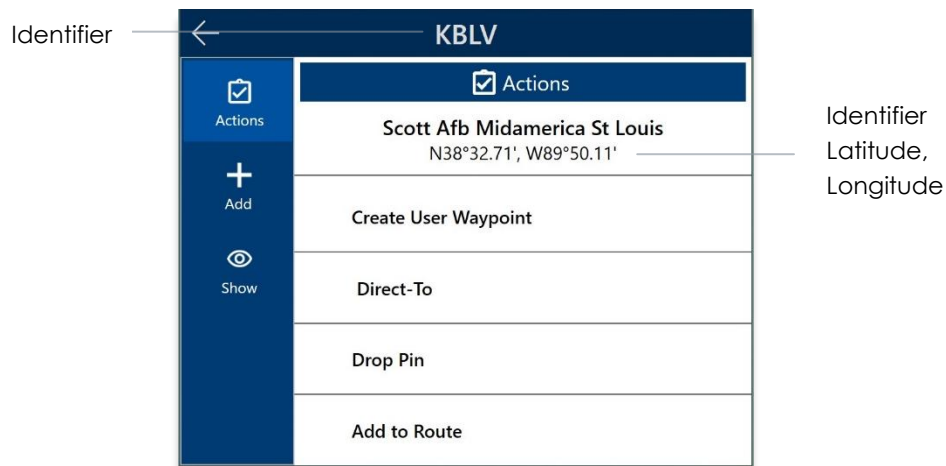 Identifier
KBLV
Actions
Add
Show
Actions
Scott Afb Midamerica St Louis
N38°32.71', W89°50.11'
Create User Waypoint
Direct-To
Drop Pin
Add to Route
Identifier
Latitude,
Longitude